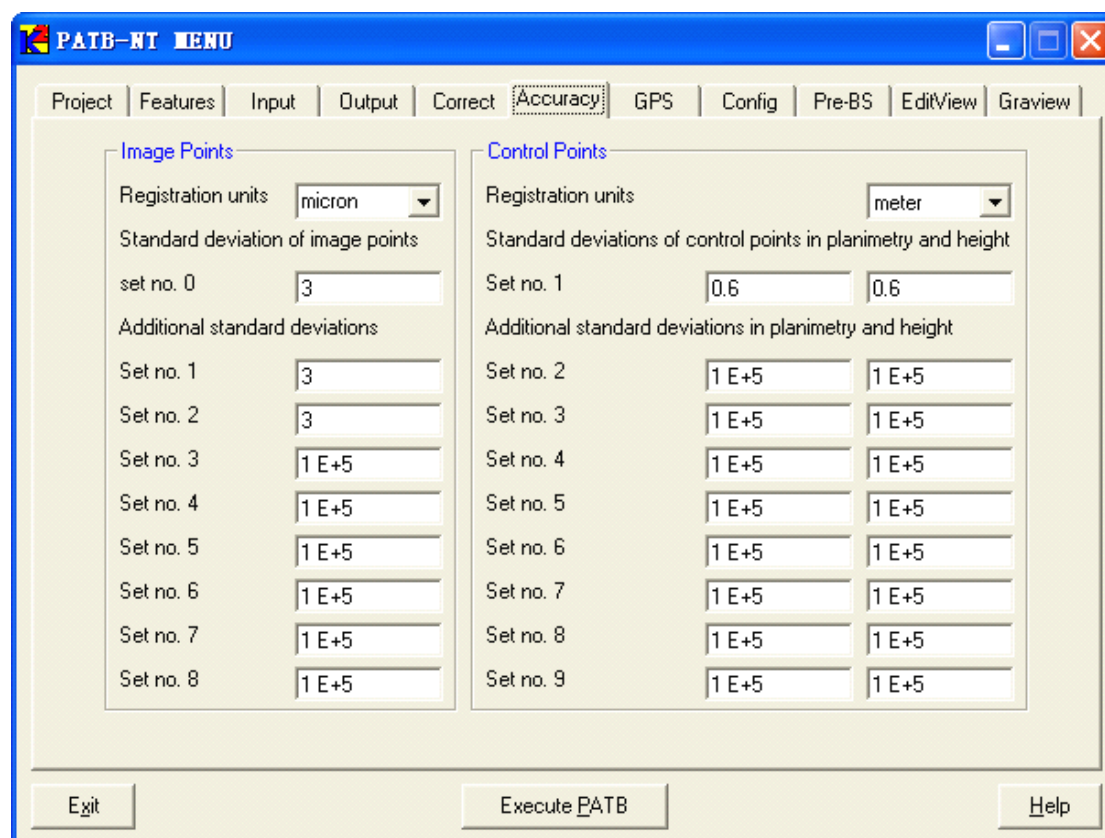 PATB-NT MENU
Project Features Input Output Correct Accuracy GPS Config Pre-BS EditView Graview
Image Points
Registration units micron
Standard deviation of image points
set no. 0 3
Additional standard deviations
Set no. 1 3
Set no. 2 3
Set no. 3 1 E+5
Set no. 4 1 E+5
Set no. 5 1 E+5
Set no. 6 1 E+5
Set no. 7 1 E+5
Set no. 8 1 E+5
Control Points
Registration units meter
Standard deviations of control points in planimetry and height
Set no. 1 0.6 0.6
Additional standard deviations in planimetry and height
Set no. 2 1 E+5 1 E+5
Set no. 3 1 E+5 1 E+5
Set no. 4 1 E+5 1 E+5
Set no. 5 1 E+5 1 E+5
Set no. 6 1 E+5 1 E+5
Set no. 7 1 E+5 1 E+5
Set no. 8 1 E+5 1 E+5
Set no. 9 1 E+5 1 E+5
Exit Execute PATB Help